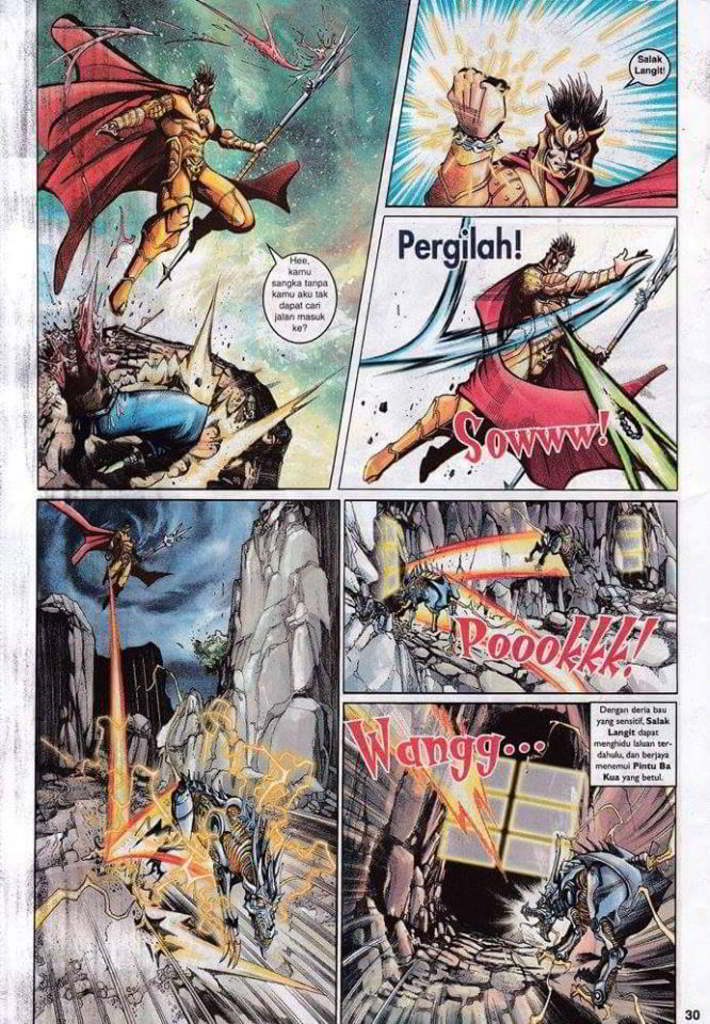 Hee,
kamu
sangka tanpa
kamu aku tak
dapat cari
jalan masuk
ke?
Salak
Langit!
Pergilah!
Sowww!
Poookkk!
Wangg...
Dengan deria bau
yang sensitif, Salak
Langit dapat
menghidu laluan ter-
dahulu, dan berjaya
menemui Pintu Ba
Kua yang betul.
30